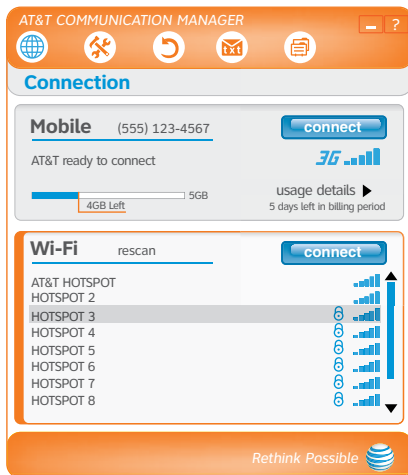 AT&T COMMUNICATION MANAGER
?
txt
Connection
Mobile (555) 123-4567 connect
AT&T ready to connect 3G
5GB
4GB Left
usage details
5 days left in billing period
Wi-Fi rescan connect
AT&T HOTSPOT
HOTSPOT 2
HOTSPOT 3
HOTSPOT 4
HOTSPOT 5
HOTSPOT 6
HOTSPOT 7
HOTSPOT 8
Rethink Possible